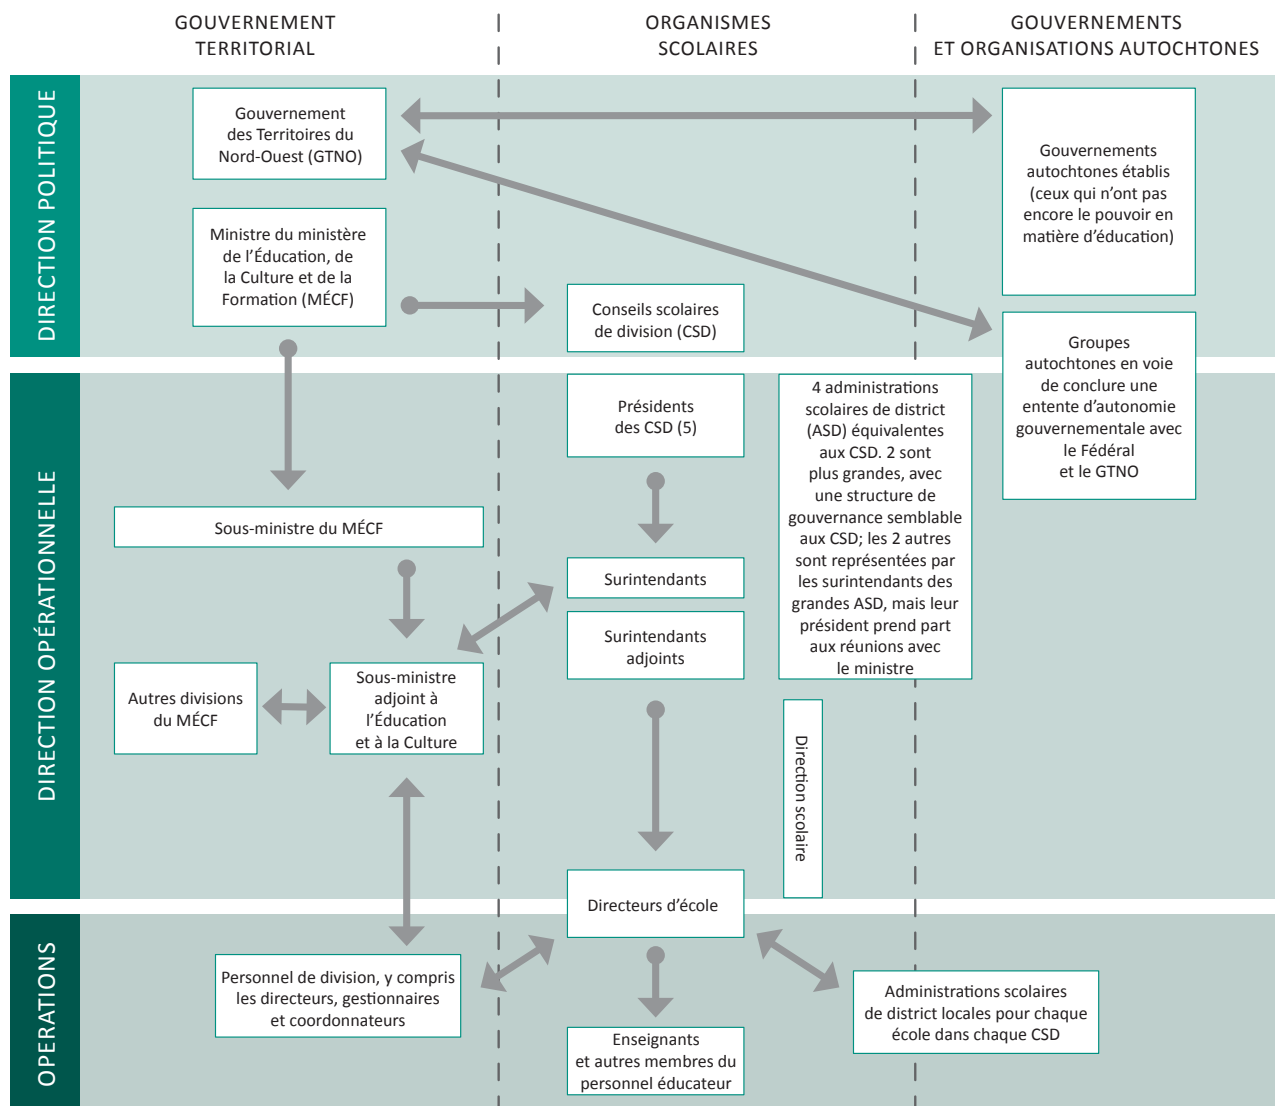 GOUVERNEMENT
TERRITORIAL
ORGANISMES
SCOLAIRES
GOUVERNEMENTS
ET ORGANISATIONS AUTOCHTONES
DIRECTION POLITIQUE
Gouvernement
des Territoires du
Nord-Ouest (GTNO)
Gouvernements
autochtones établis
(ceux qui n’ont pas
encore le pouvoir en
matière d’éducation)
Ministre du ministère
de l’Éducation, de
la Culture et de la
Formation (MÉCF)
Conseils scolaires
de division (CSD)
Groupes
autochtones en voie
de conclure une
entente d’autonomie
gouvernementale avec
le Fédéral
et le GTNO
DIRECTION OPÉRATIONNELLE
Présidents
des CSD (5)
4 administrations
scolaires de district
(ASD) équivalentes
aux CSD. 2 sont
plus grandes, avec
une structure de
gouvernance semblable
aux CSD; les 2 autres
sont représentées par
les surintendants des
grandes ASD, mais leur
président prend part
aux réunions avec
le ministre
Sous-ministre du MÉCF
Surintendants
Surintendants
adjoints
Autres divisions
du MÉCF
Sous-ministre
adjoint à
l’Éducation
et à la Culture
Direction scolaire
Directeurs d’école
OPERATIONS
Personnel de division, y compris
les directeurs, gestionnaires
et coordonnateurs
Enseignants
et autres membres du
personnel éducateur
Administrations scolaires
de district locales pour chaque
école dans chaque CSD